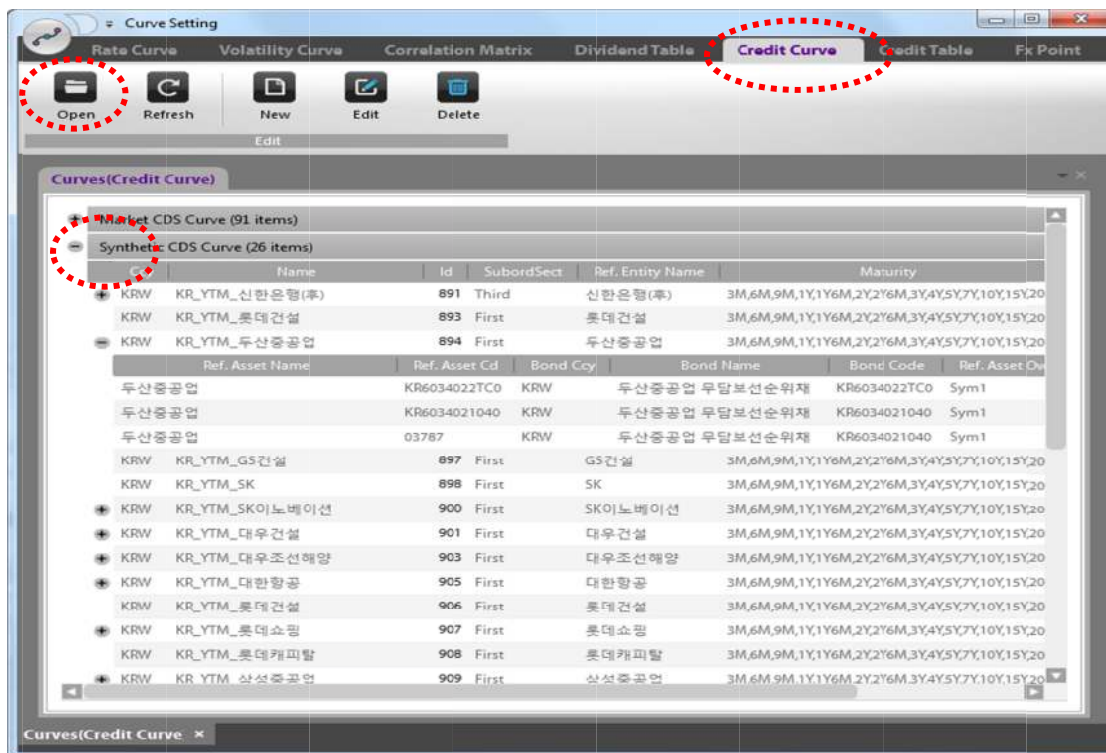 Curve Setting
Rate Curve Volatility Curve Correlation Matrix Dividend Table Credit Curve Credit Table Fx Point
Open Refresh New Edit Delete
Edit
Curves(Credit Curve)
Market CDS Curve (91 items)
Synthetic CDS Curve (26 items)
Ccy Name Id SubordSect Ref. Entity Name Maturity
KRW KR_YTM_신한은행(후) 891 Third 신한은행(후) 3M,6M,9M,1Y,1Y6M,2Y,2Y6M,3Y,4Y,5Y,7Y,10Y,15Y,20
KRW KR_YTM_롯데건설 893 First 롯데건설 3M,6M,9M,1Y,1Y6M,2Y,2Y6M,3Y,4Y,5Y,7Y,10Y,15Y,20
KRW KR_YTM_두산중공업 894 First 두산중공업 3M,6M,9M,1Y,1Y6M,2Y,2Y6M,3Y,4Y,5Y,7Y,10Y,15Y,20
Ref. Asset Name Ref. Asset Cd Bond Ccy Bond Name Bond Code Ref. Asset Ow
두산중공업 KR6034022TC0 KRW 두산중공업 무담보선순위채 KR6034022TC0 Sym1
두산중공업 KR6034021040 KRW 두산중공업 무담보선순위채 KR6034021040 Sym1
두산중공업 03787 KRW 두산중공업 무담보선순위채 KR6034021040 Sym1
KRW KR_YTM_GS건설 897 First GS건설 3M,6M,9M,1Y,1Y6M,2Y,2Y6M,3Y,4Y,5Y,7Y,10Y,15Y,20
KRW KR_YTM_SK 898 First SK 3M,6M,9M,1Y,1Y6M,2Y,2Y6M,3Y,4Y,5Y,7Y,10Y,15Y,20
KRW KR_YTM_SK이노베이션 900 First SK이노베이션 3M,6M,9M,1Y,1Y6M,2Y,2Y6M,3Y,4Y,5Y,7Y,10Y,15Y,20
KRW KR_YTM_대우건설 901 First 대우건설 3M,6M,9M,1Y,1Y6M,2Y,2Y6M,3Y,4Y,5Y,7Y,10Y,15Y,20
KRW KR_YTM_대우조선해양 903 First 대우조선해양 3M,6M,9M,1Y,1Y6M,2Y,2Y6M,3Y,4Y,5Y,7Y,10Y,15Y,20
KRW KR_YTM_대한항공 905 First 대한항공 3M,6M,9M,1Y,1Y6M,2Y,2Y6M,3Y,4Y,5Y,7Y,10Y,15Y,20
KRW KR_YTM_롯데건설 906 First 롯데건설 3M,6M,9M,1Y,1Y6M,2Y,2Y6M,3Y,4Y,5Y,7Y,10Y,15Y,20
KRW KR_YTM_롯데쇼핑 907 First 롯데쇼핑 3M,6M,9M,1Y,1Y6M,2Y,2Y6M,3Y,4Y,5Y,7Y,10Y,15Y,20
KRW KR_YTM_롯데캐피탈 908 First 롯데캐피탈 3M,6M,9M,1Y,1Y6M,2Y,2Y6M,3Y,4Y,5Y,7Y,10Y,15Y,20
KRW KR_YTM_삼성중공업 909 First 삼성중공업 3M,6M,9M,1Y,1Y6M,2Y,2Y6M,3Y,4Y,5Y,7Y,10Y,15Y,20
Curves(Credit Curve